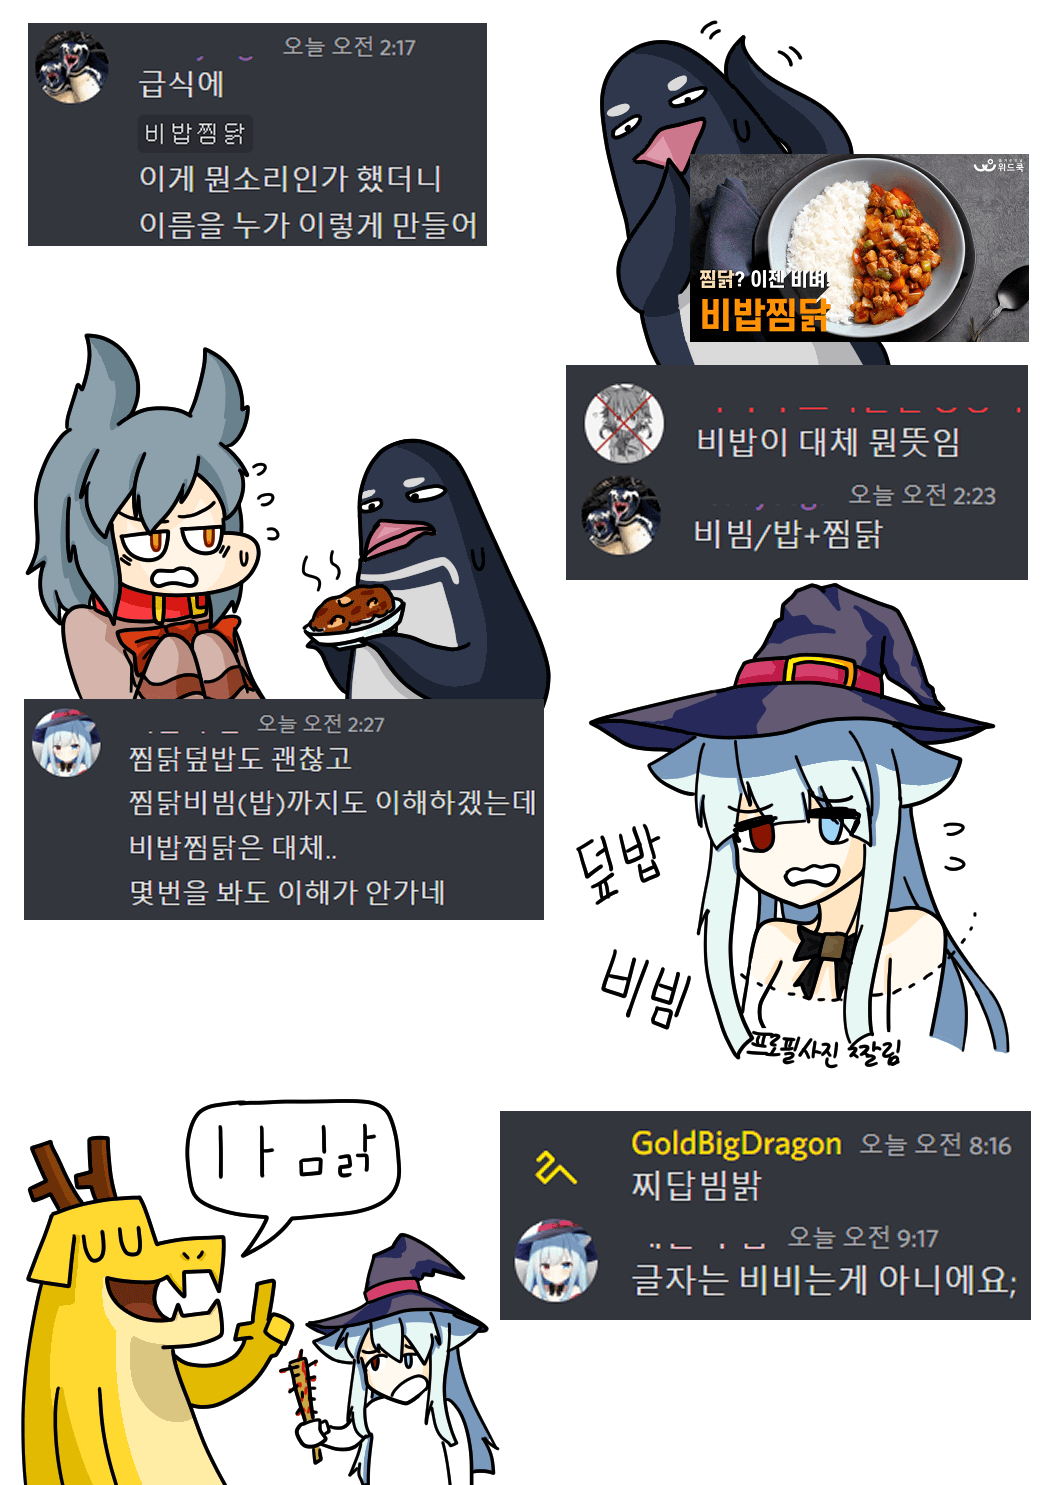 오늘 오전 2:17
급식에
비밥찜닭
이게 뭔소리인가 했더니
이름을 누가 이렇게 만들어
위드쿡
찜닭? 이젠 비벼!
비밥찜닭
비밥이 대체 뭔뜻임
오늘 오전 2:23
비빔/밥+찜닭
오늘 오전 2:27
찜닭덮밥도 괜찮고
찜닭비빔(밥)까지도 이해하겠는데
비밥찜닭은 대체..
몇번을 봐도 이해가 안가네
덮밥
비빔
프로필사진 짤림
ㅣㅏ 림닭
GoldBigDragon 오늘 오전 8:16
찌답빔밝
오늘 오전 9:17
글자는 비비는게 아니에요;